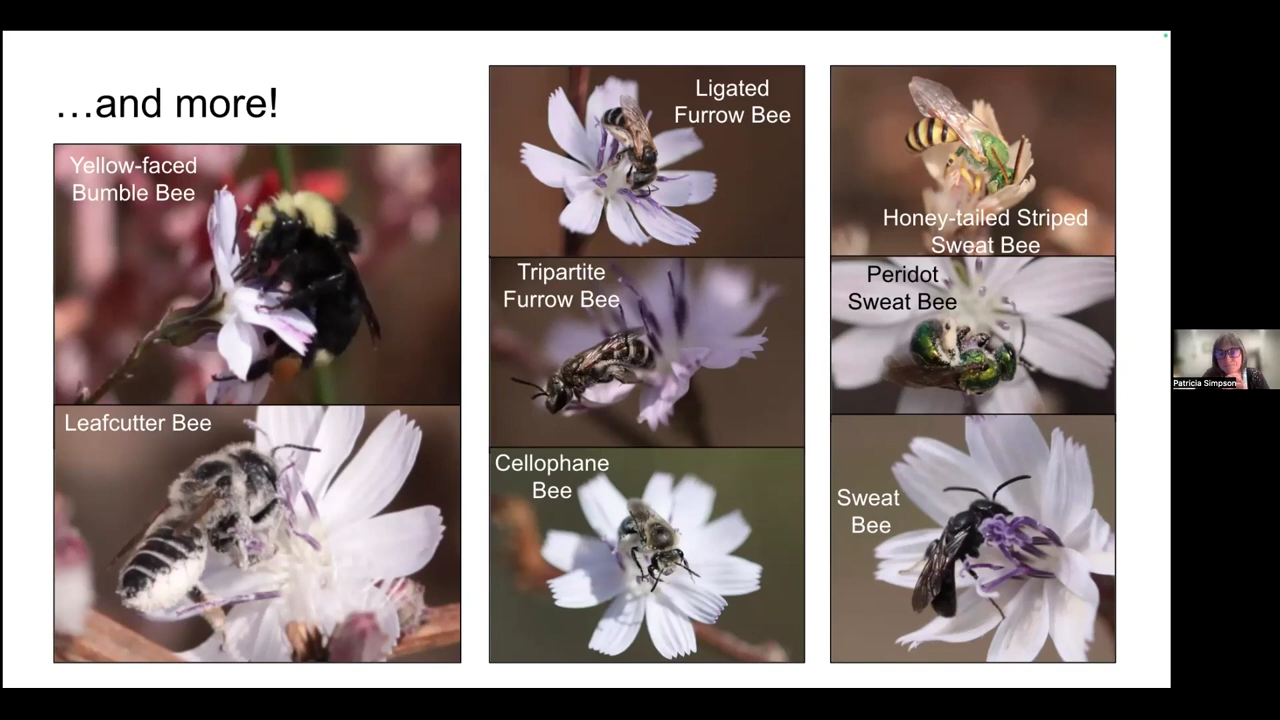 …and more!
Yellow-faced
Bumble Bee
Leafcutter Bee
Ligated
Furrow Bee
Tripartite
Furrow Bee
Cellophane
Bee
Honey-tailed Striped
Sweat Bee
Peridot
Sweat Bee
Sweat
Bee
Patricia Simpson